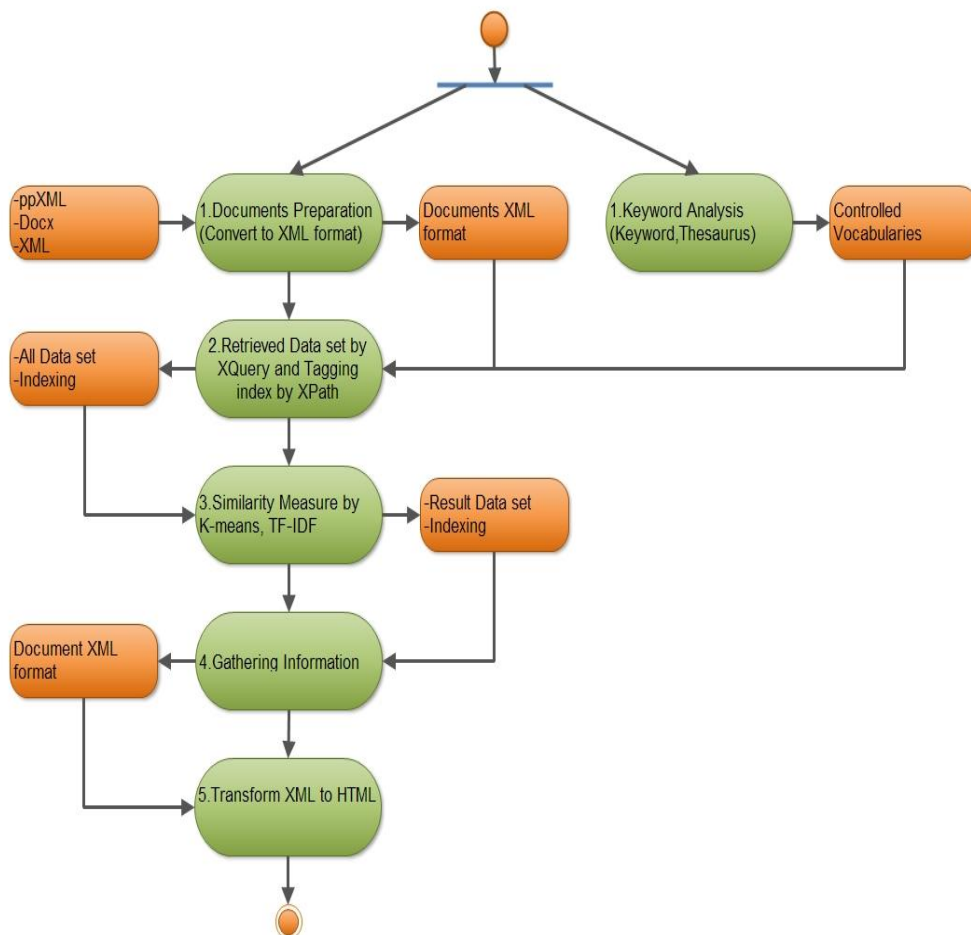 -ppXML
-Docx
-XML
1.Documents Preparation
(Convert to XML format)
Documents XML
format
1.Keyword Analysis
(Keyword,Thesaurus)
Controlled
Vocabularies
-All Data set
-Indexing
2.Retrieved Data set by
XQuery and Tagging
index by XPath
3.Similarity Measure by
K-means, TF-IDF
-Result Data set
-Indexing
Document XML
format
4.Gathering Information
5.Transform XML to HTML